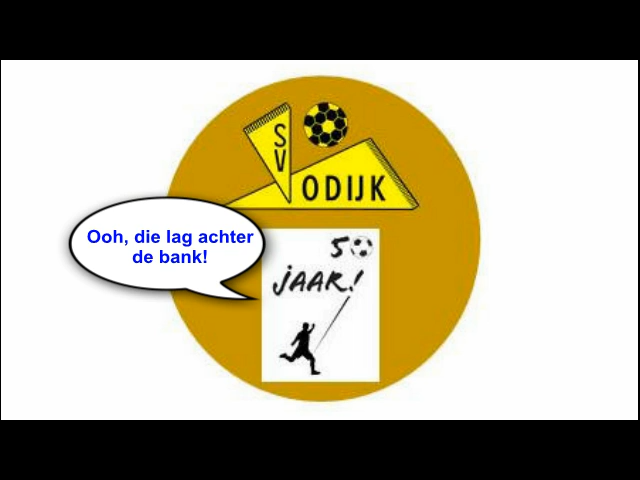 SV
ODIJK
Ooh, die lag achter
de bank!
50
JAAR!